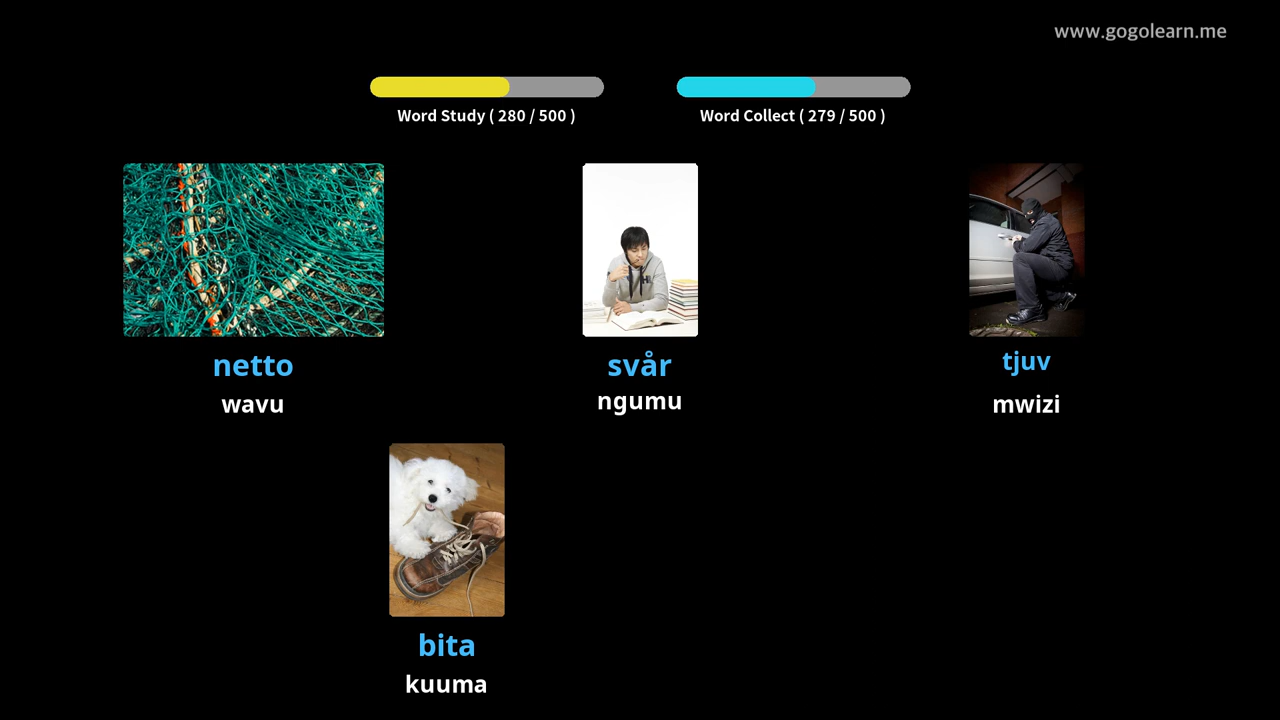 www.gogolearn.me
Word Study ( 280 / 500 )
Word Collect ( 279 / 500 )
netto
wavu
svår
ngumu
tjuv
mwizi
bita
kuuma